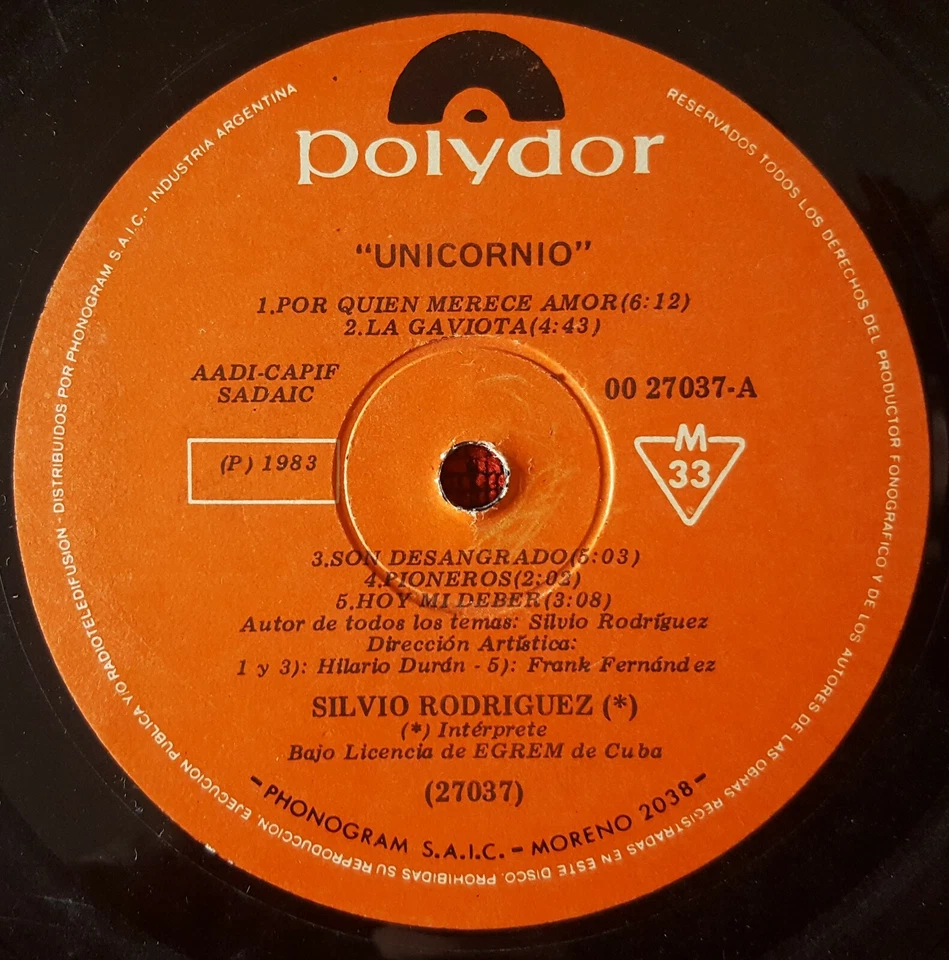 polydor
"UNICORNIO"
1.POR QUIEN MERECE AMOR(6:12)
2.LA GAVIOTA(4:43)
AADI-CAPIF
SADAIC
00 27037-A
(P) 1983
M
33
3.SON DESANGRADO(5:03)
4.PIONEROS(2:02)
5.HOY MI DEBER(3:08)
Autor de todos los temas: Silvio Rodríguez
Dirección Artística:
1 y 3): Hilario Durán - 5): Frank Fernández
SILVIO RODRIGUEZ (*)
(*) Intérprete
Bajo Licencia de EGREM de Cuba
(27037)
- PHONOGRAM S.A.I.C. - MORENO 2038 -
RESERVADOS TODOS LOS DERECHOS DEL PRODUCTOR FONOGRAFICO Y DE LOS AUTORES DE LAS OBRAS REGISTRADAS EN ESTE DISCO. PROHIBIDAS SU REPRODUCCION, EJECUCION PUBLICA Y/O RADIOTELEDIFUSION - DISTRIBUIDOS POR PHONOGRAM S.A.I.C.- INDUSTRIA ARGENTINA